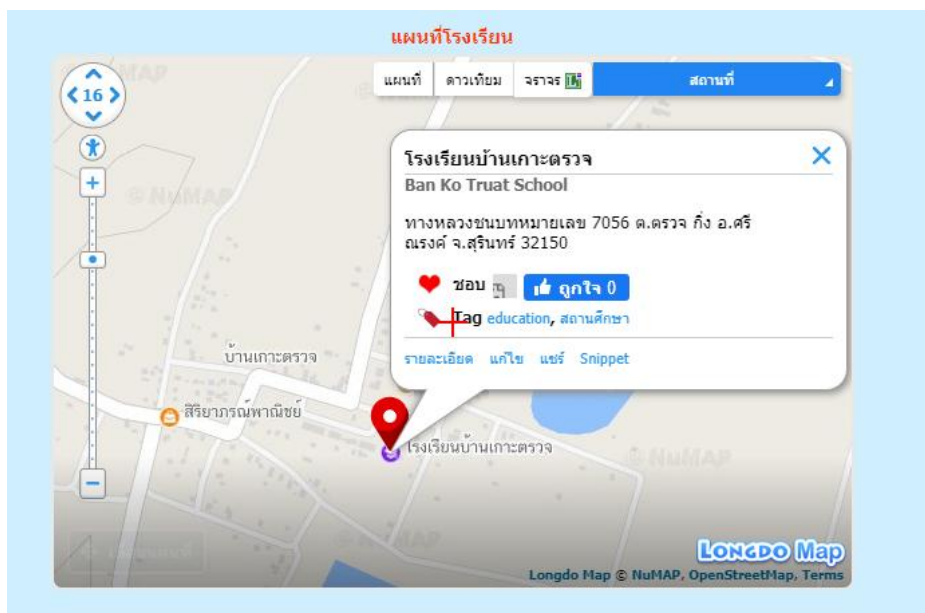 แผนที่โรงเรียน
16
แผนที่
ดาวเทียม
จราจร
สถานที่
โรงเรียนบ้านเกาะตรวจ
Ban Ko Truat School
ทางหลวงชนบทหมายเลข 7056 ต.ตรวจ กิ่ง อ.ศรี
ณรงค์ จ.สุรินทร์ 32150
ชอบ ถูกใจ 0
Tag education, สถานศึกษา
รายละเอียด แก้ไข แชร์ Snippet
บ้านเกาะตรวจ
สิริยาภรณ์พาณิชย์
โรงเรียนบ้านเกาะตรวจ
© NuMAP
© NuMAP
LONGDO Map
Longdo Map © NuMAP, OpenStreetMap, Terms